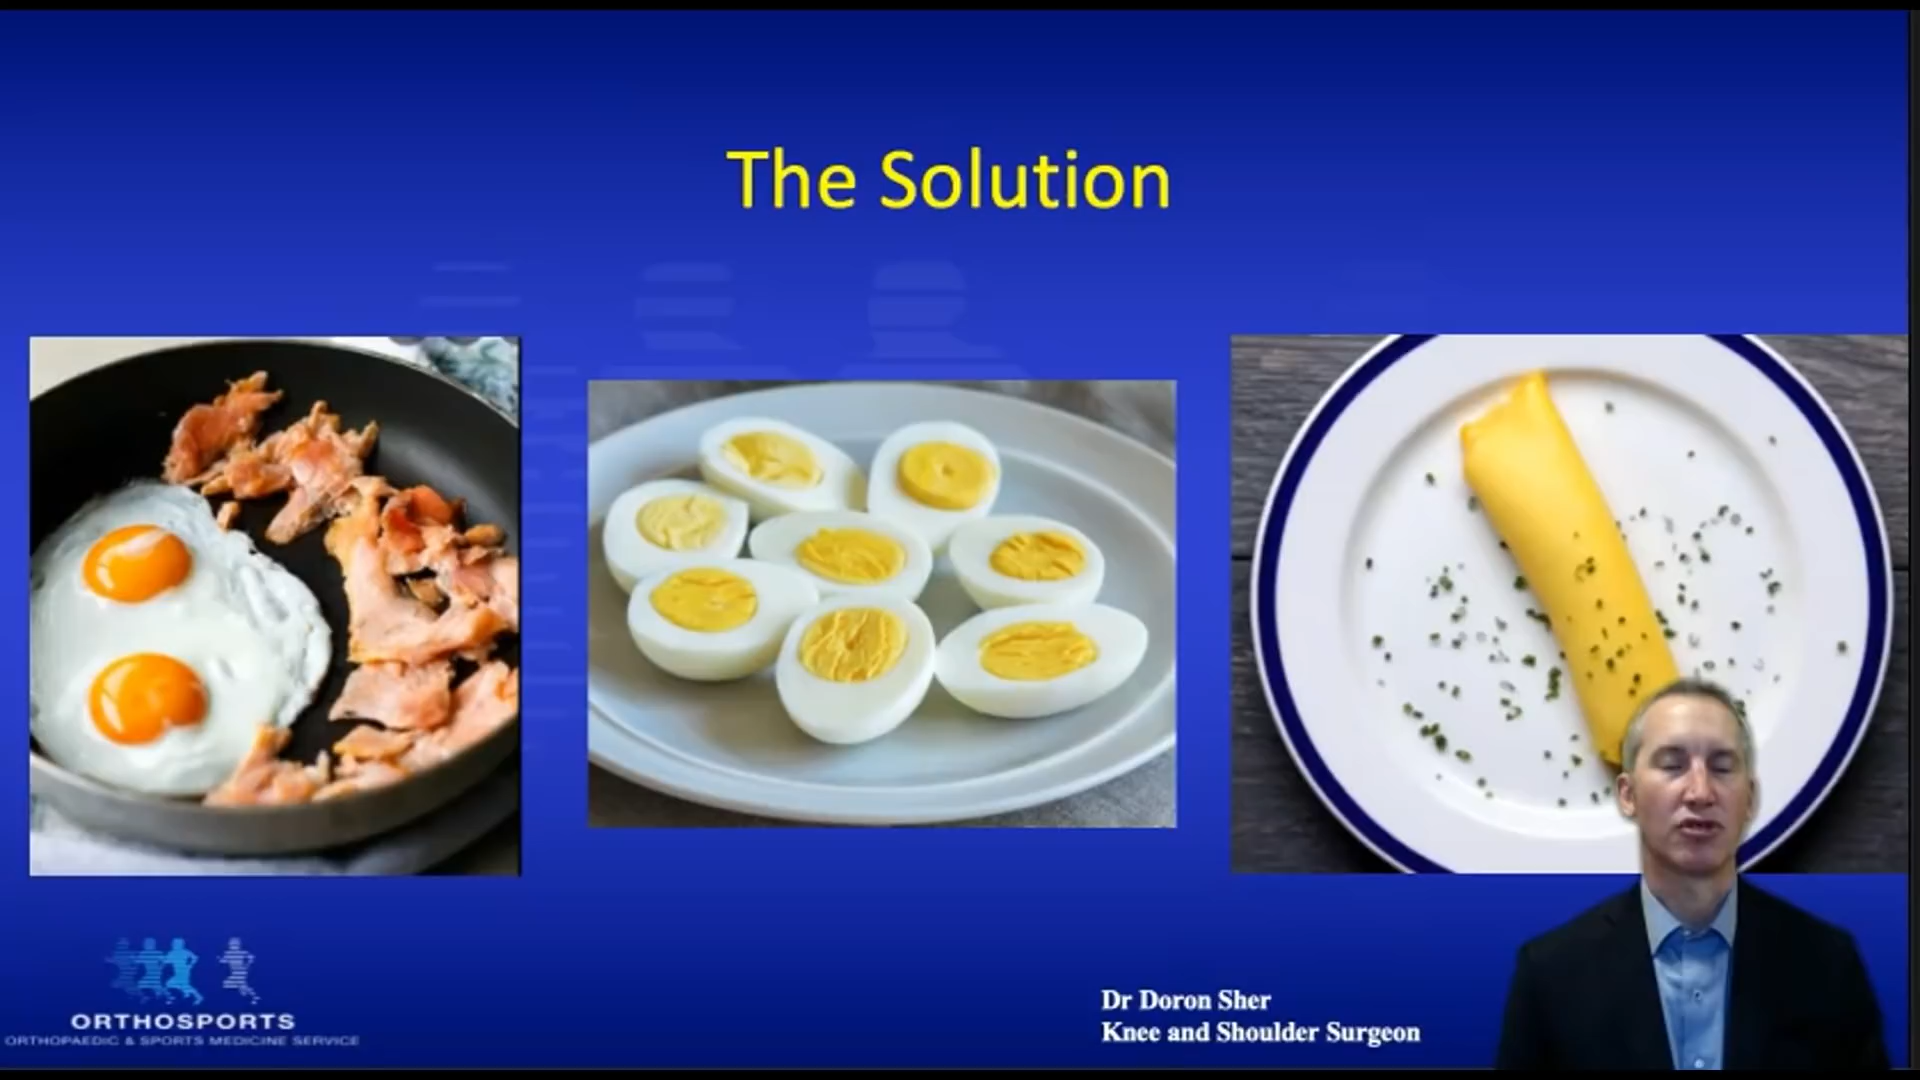 The Solution
ORTHOSPORTS
ORTHOPAEDIC & SPORTS MEDICINE SERVICE
Dr Doron Sher
Knee and Shoulder Surgeon